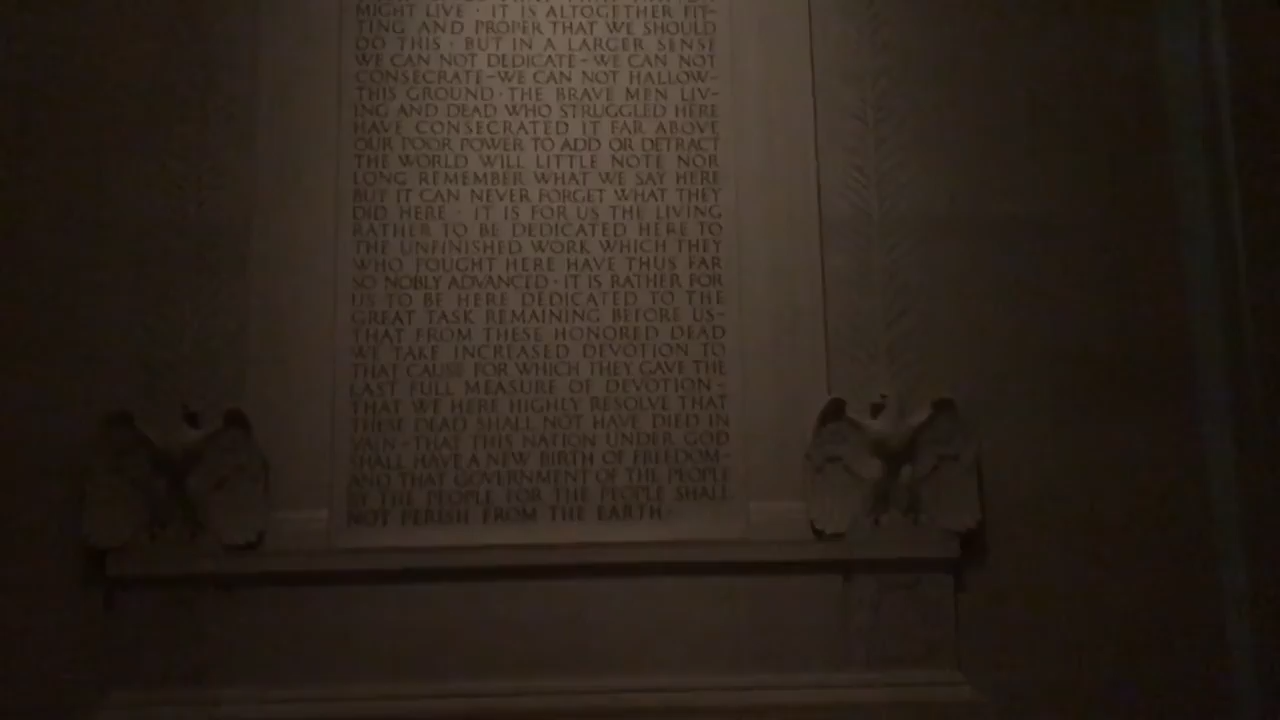 MIGHT LIVE · IT IS ALTOGETHER FIT-
TING AND PROPER THAT WE SHOULD
DO THIS · BUT IN A LARGER SENSE
WE CAN NOT DEDICATE-WE CAN NOT
CONSECRATE-WE CAN NOT HALLOW-
THIS GROUND · THE BRAVE MEN LIV-
ING AND DEAD WHO STRUGGLED HERE
HAVE CONSECRATED IT FAR ABOVE
OUR POOR POWER TO ADD OR DETRACT
THE WORLD WILL LITTLE NOTE NOR
LONG REMEMBER WHAT WE SAY HERE
BUT IT CAN NEVER FORGET WHAT THEY
DID HERE · IT IS FOR US THE LIVING
RATHER TO BE DEDICATED HERE TO
THE UNFINISHED WORK WHICH THEY
WHO FOUGHT HERE HAVE THUS FAR
SO NOBLY ADVANCED · IT IS RATHER FOR
US TO BE HERE DEDICATED TO THE
GREAT TASK REMAINING BEFORE US-
THAT FROM THESE HONORED DEAD
WE TAKE INCREASED DEVOTION TO
THAT CAUSE FOR WHICH THEY GAVE THE
LAST FULL MEASURE OF DEVOTION-
THAT WE HERE HIGHLY RESOLVE THAT
THESE DEAD SHALL NOT HAVE DIED IN
VAIN-THAT THIS NATION UNDER GOD
SHALL HAVE A NEW BIRTH OF FREEDOM-
AND THAT GOVERNMENT OF THE PEOPLE
BY THE PEOPLE FOR THE PEOPLE SHALL
NOT PERISH FROM THE EARTH ·